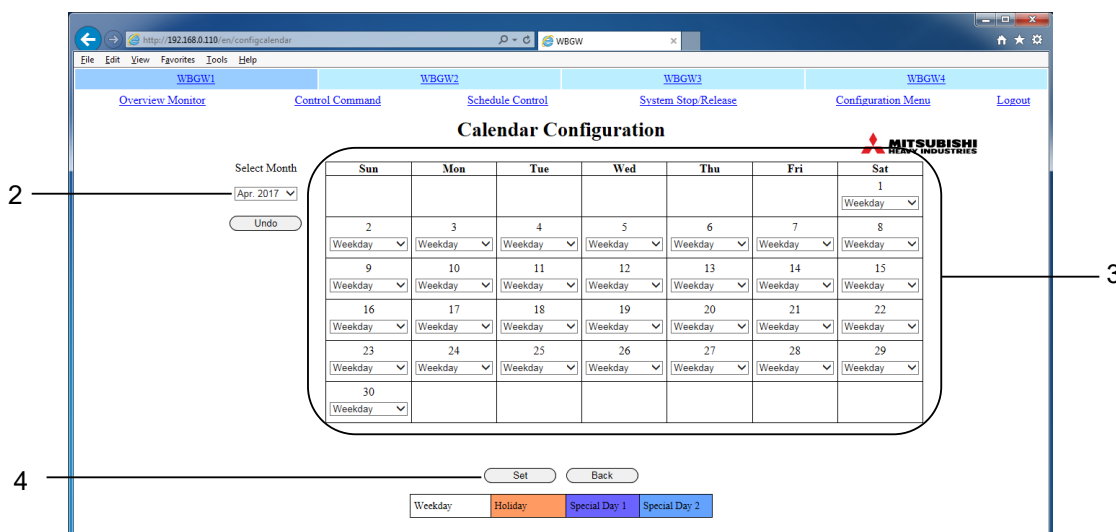 http://192.168.0.110/en/configcalendar WBGW
File Edit View Favorites Tools Help
WBGW1 WBGW2 WBGW3 WBGW4
Overview Monitor Control Command Schedule Control System Stop/Release Configuration Menu Logout
Calendar Configuration
MITSUBISHI
HEAVY INDUSTRIES
Select Month
Sun Mon Tue Wed Thu Fri Sat
2
Apr. 2017
1
Weekday
Undo
2 3 4 5 6 7 8
Weekday Weekday Weekday Weekday Weekday Weekday Weekday
9 10 11 12 13 14 15
3
Weekday Weekday Weekday Weekday Weekday Weekday Weekday
16 17 18 19 20 21 22
Weekday Weekday Weekday Weekday Weekday Weekday Weekday
23 24 25 26 27 28 29
Weekday Weekday Weekday Weekday Weekday Weekday Weekday
30
Weekday
4
Set Back
Weekday Holiday Special Day 1 Special Day 2